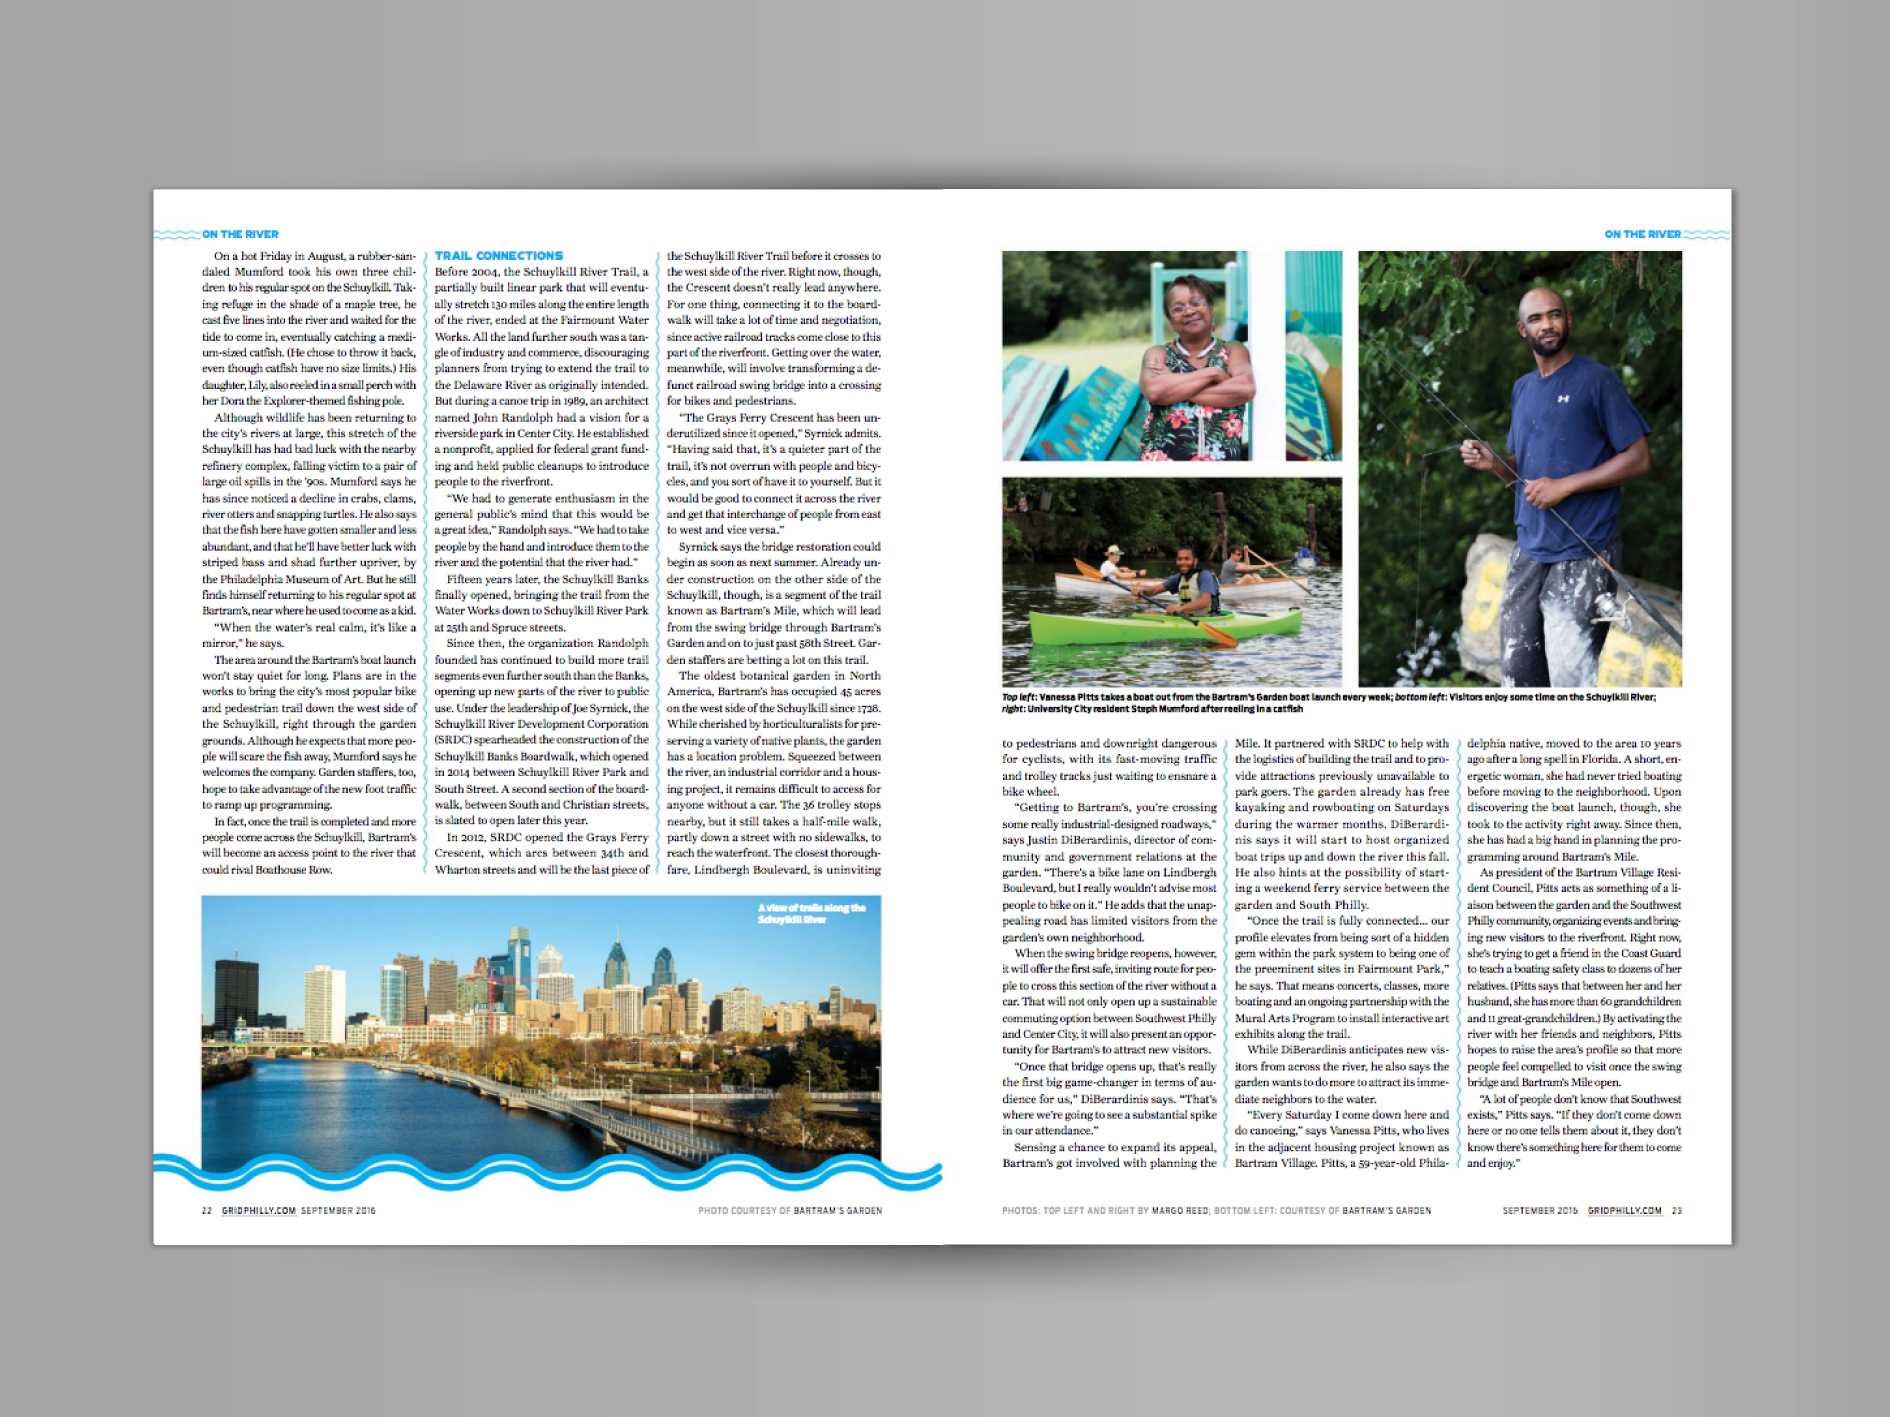 ON THE RIVER
On a hot Friday in August, a rubber-san-
daled Mumford took his own three chil-
dren to his regular spot on the Schuylkill. Tak-
ing refuge in the shade of a maple tree, he
cast five lines into the river and waited for the
tide to come in, eventually catching a medi-
um-sized catfish. (He chose to throw it back,
even though catfish have no size limits.) His
daughter, Lily, also reeled in a small perch with
her Dora the Explorer-themed fishing pole.
Although wildlife has been returning to
the city's rivers at large, this stretch of the
Schuylkill has had bad luck with the nearby
refinery complex, falling victim to a pair of
large oil spills in the '90s. Mumford says he
has since noticed a decline in crabs, clams,
river otters and snapping turtles. He also says
that the fish here have gotten smaller and less
abundant, and that he'll have better luck with
striped bass and shad further upriver, by
the Philadelphia Museum of Art. But he still
finds himself returning to his regular spot at
Bartram's, near where he used to come as a kid.
"When the water's real calm, it's like a
mirror," he says.
The area around the Bartram's boat launch
won't stay quiet for long. Plans are in the
works to bring the city's most popular bike
and pedestrian trail down the west side of
the Schuylkill, right through the garden
grounds. Although he expects that more peo-
ple will scare the fish away, Mumford says he
welcomes the company. Garden staffers, too,
hope to take advantage of the new foot traffic
to ramp up programming.
In fact, once the trail is completed and more
people come across the Schuylkill, Bartram's
will become an access point to the river that
could rival Boathouse Row.
TRAIL CONNECTIONS
Before 2004, the Schuylkill River Trail, a
partially built linear park that will eventu-
ally stretch 130 miles along the entire length
of the river, ended at the Fairmount Water
Works. All the land further south was a tan-
gle of industry and commerce, discouraging
planners from trying to extend the trail to
the Delaware River as originally intended.
But during a canoe trip in 1989, an architect
named John Randolph had a vision for a
riverside park in Center City. He established
a nonprofit, applied for federal grant fund-
ing and held public cleanups to introduce
people to the riverfront.
"We had to generate enthusiasm in the
general public's mind that this would be
a great idea," Randolph says. "We had to take
people by the hand and introduce them to the
river and the potential that the river had."
Fifteen years later, the Schuylkill Banks
finally opened, bringing the trail from the
Water Works down to Schuylkill River Park
at 25th and Spruce streets.
Since then, the organization Randolph
founded has continued to build more trail
segments even further south than the Banks,
opening up new parts of the river to public
use. Under the leadership of Joe Syrnick, the
Schuylkill River Development Corporation
(SRDC) spearheaded the construction of the
Schuylkill Banks Boardwalk, which opened
in 2014 between Schuylkill River Park and
South Street. A second section of the board-
walk, between South and Christian streets,
is slated to open later this year.
In 2012, SRDC opened the Grays Ferry
Crescent, which arcs between 34th and
Wharton streets and will be the last piece of
the Schuylkill River Trail before it crosses to
the west side of the river. Right now, though,
the Crescent doesn't really lead anywhere.
For one thing, connecting it to the board-
walk will take a lot of time and negotiation,
since active railroad tracks come close to this
part of the riverfront. Getting over the water,
meanwhile, will involve transforming a de-
funct railroad swing bridge into a crossing
for bikes and pedestrians.
"The Grays Ferry Crescent has been un-
derutilized since it opened," Syrnick admits.
"Having said that, it's a quieter part of the
trail, it's not overrun with people and bicy-
cles, and you sort of have it to yourself. But it
would be good to connect it across the river
and get that interchange of people from east
to west and vice versa."
Syrnick says the bridge restoration could
begin as soon as next summer. Already un-
der construction on the other side of the
Schuylkill, though, is a segment of the trail
known as Bartram's Mile, which will lead
from the swing bridge through Bartram's
Garden and on to just past 58th Street. Gar-
den staffers are betting a lot on this trail.
The oldest botanical garden in North
America, Bartram's has occupied 45 acres
on the west side of the Schuylkill since 1728.
While cherished by horticulturalists for pre-
serving a variety of native plants, the garden
has a location problem. Squeezed between
the river, an industrial corridor and a hous-
ing project, it remains difficult to access for
anyone without a car. The 36 trolley stops
nearby, but it still takes a half-mile walk,
partly down a street with no sidewalks, to
reach the waterfront. The closest thorough-
fare, Lindbergh Boulevard, is uninviting
A view of trails along the
Schuylkill River
22 GRIDPHILLY.COM SEPTEMBER 2016
PHOTO COURTESY OF BARTRAM'S GARDEN
ON THE RIVER
Top left: Vanessa Pitts takes a boat out from the Bartram's Garden boat launch every week; bottom left: Visitors enjoy some time on the Schuylkill River;
right: University City resident Steph Mumford after reeling in a catfish
to pedestrians and downright dangerous
for cyclists, with its fast-moving traffic
and trolley tracks just waiting to ensnare a
bike wheel.
"Getting to Bartram's, you're crossing
some really industrial-designed roadways,"
says Justin DiBerardinis, director of com-
munity and government relations at the
garden. "There's a bike lane on Lindbergh
Boulevard, but I really wouldn't advise most
people to bike on it." He adds that the unap-
pealing road has limited visitors from the
garden's own neighborhood.
When the swing bridge reopens, however,
it will offer the first safe, inviting route for peo-
ple to cross this section of the river without a
car. That will not only open up a sustainable
commuting option between Southwest Philly
and Center City, it will also present an oppor-
tunity for Bartram's to attract new visitors.
"Once that bridge opens up, that's really
the first big game-changer in terms of au-
dience for us," DiBerardinis says. "That's
where we're going to see a substantial spike
in our attendance."
Sensing a chance to expand its appeal,
Bartram's got involved with planning the
Mile. It partnered with SRDC to help with
the logistics of building the trail and to pro-
vide attractions previously unavailable to
park goers. The garden already has free
kayaking and rowboating on Saturdays
during the warmer months. DiBerardi-
nis says it will start to host organized
boat trips up and down the river this fall.
He also hints at the possibility of start-
ing a weekend ferry service between the
garden and South Philly.
"Once the trail is fully connected... our
profile elevates from being sort of a hidden
gem within the park system to being one of
the preeminent sites in Fairmount Park,"
he says. That means concerts, classes, more
boating and an ongoing partnership with the
Mural Arts Program to install interactive art
exhibits along the trail.
While DiBerardinis anticipates new vis-
itors from across the river, he also says the
garden wants to do more to attract its imme-
diate neighbors to the water.
"Every Saturday I come down here and
do canoeing," says Vanessa Pitts, who lives
in the adjacent housing project known as
Bartram Village. Pitts, a 59-year-old Phila-
delphia native, moved to the area 10 years
ago after a long spell in Florida. A short, en-
ergetic woman, she had never tried boating
before moving to the neighborhood. Upon
discovering the boat launch, though, she
took to the activity right away. Since then,
she has had a big hand in planning the pro-
gramming around Bartram's Mile.
As president of the Bartram Village Resi-
dent Council, Pitts acts as something of a li-
aison between the garden and the Southwest
Philly community, organizing events and bring-
ing new visitors to the riverfront. Right now,
she's trying to get a friend in the Coast Guard
to teach a boating safety class to dozens of her
relatives. (Pitts says that between her and her
husband, she has more than 60 grandchildren
and 11 great-grandchildren.) By activating the
river with her friends and neighbors, Pitts
hopes to raise the area's profile so that more
people feel compelled to visit once the swing
bridge and Bartram's Mile open.
"A lot of people don't know that Southwest
exists," Pitts says. "If they don't come down
here or no one tells them about it, they don't
know there's something here for them to come
and enjoy."
PHOTOS: TOP LEFT AND RIGHT BY MARGO REED; BOTTOM LEFT: COURTESY OF BARTRAM'S GARDEN
SEPTEMBER 2016 GRIDPHILLY.COM 23